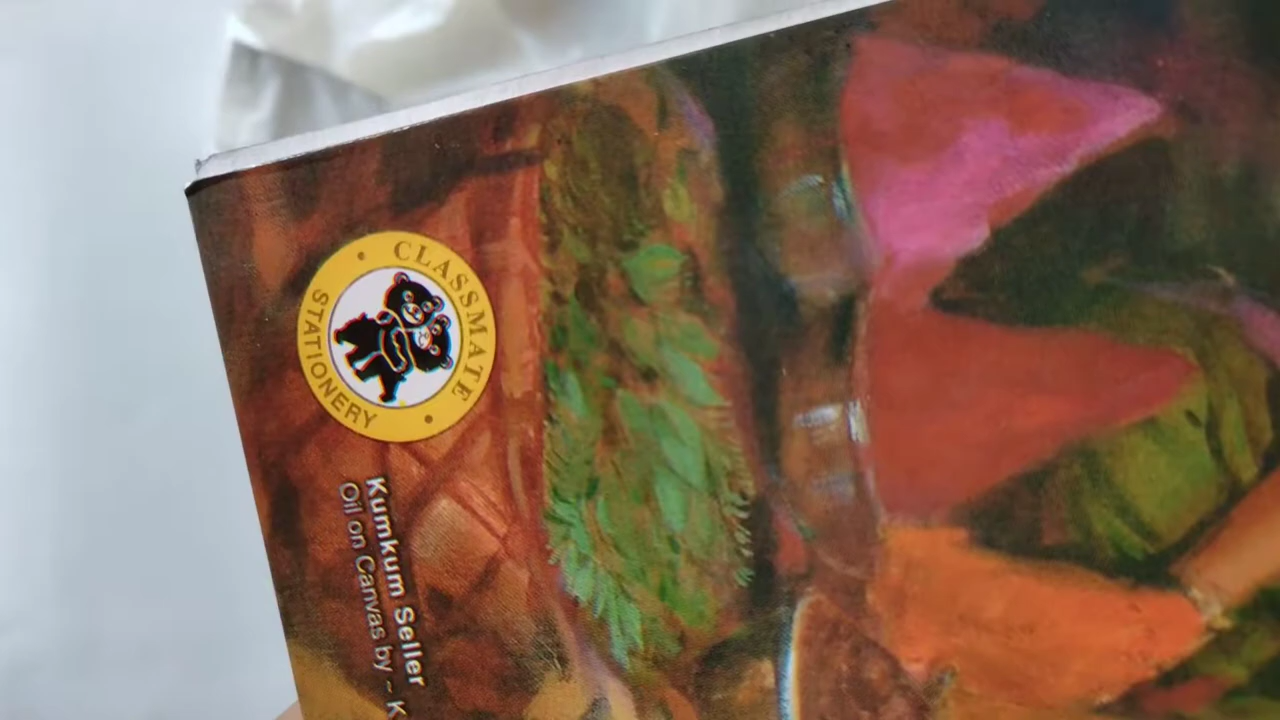 CLASSMATE
STATIONERY
Kumkum Seller
Oil on Canvas by ~ K